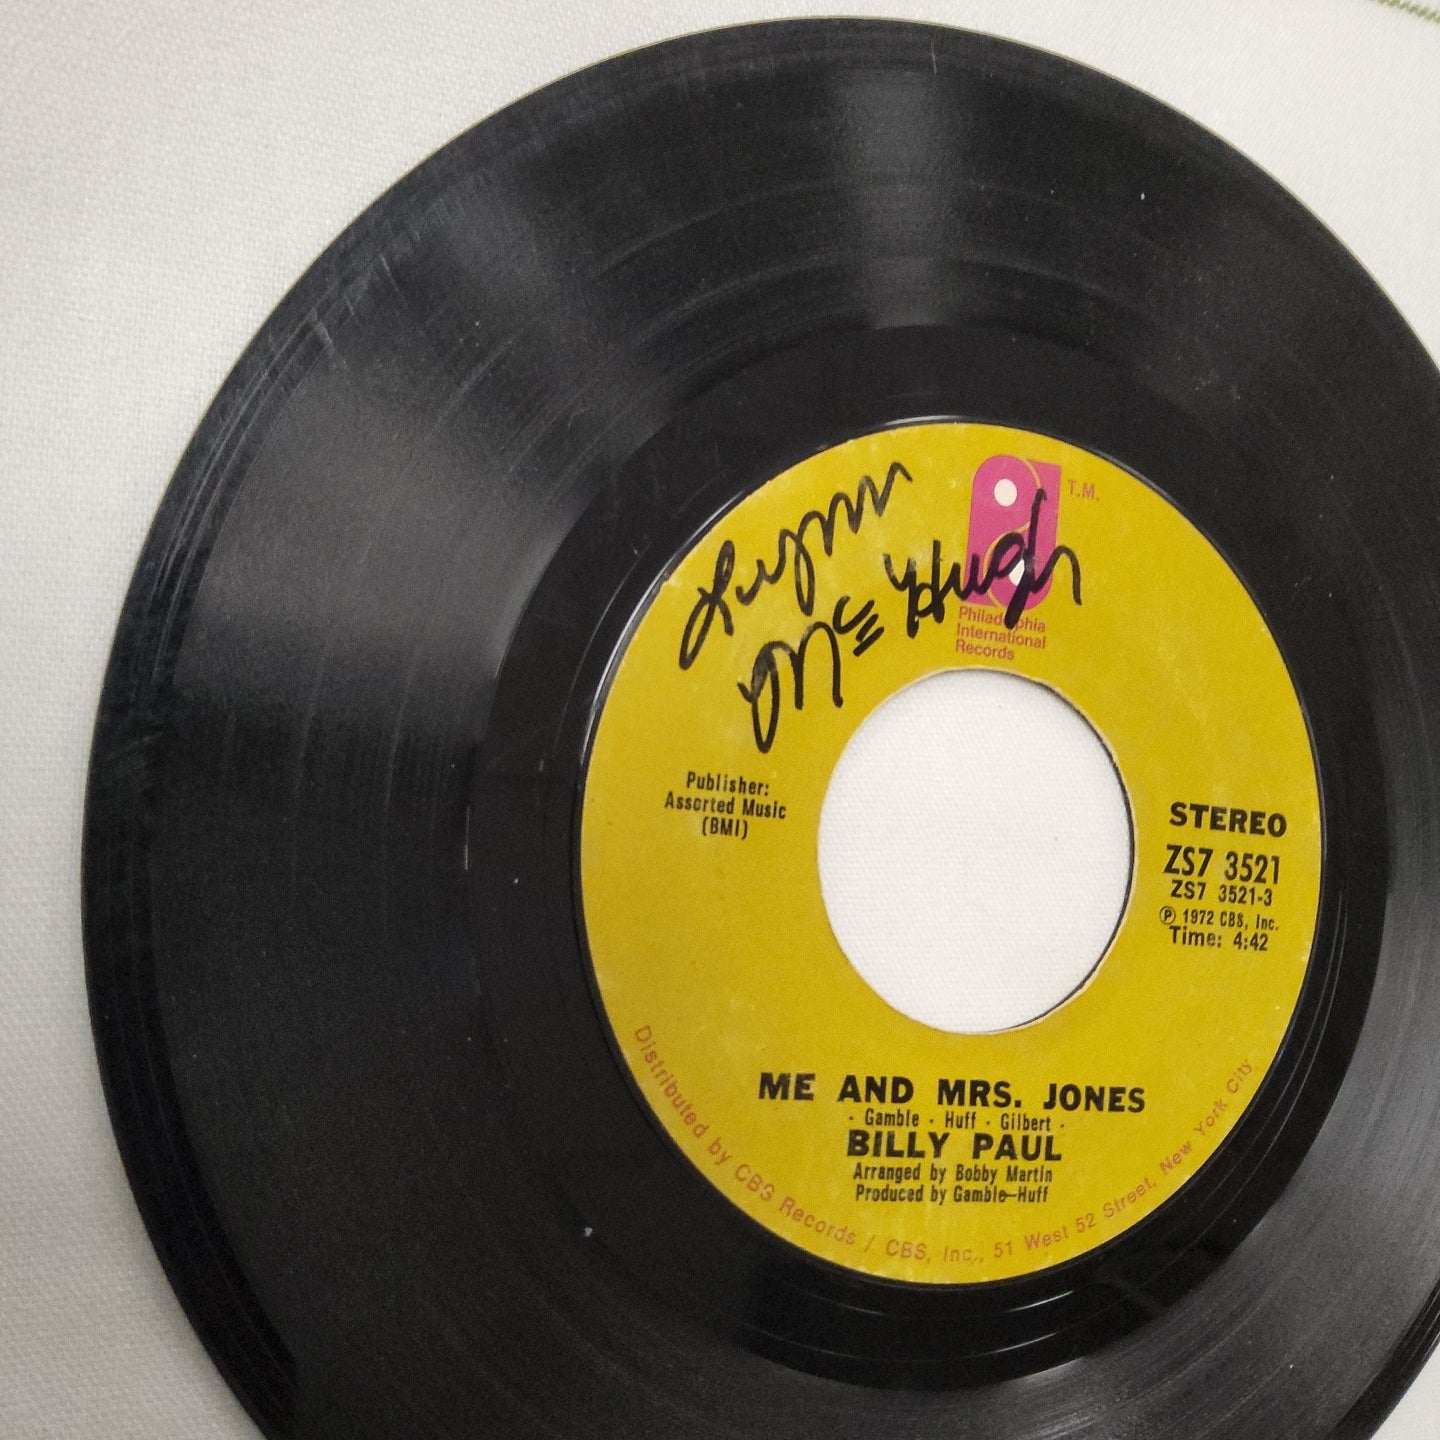 Lynn
Mc Hugh
T.M.
Philadelphia
International
Records
Publisher:
Assorted Music
(BMI)
STEREO
ZS7 3521
ZS7 3521-3
℗ 1972 CBS, Inc.
Time: 4:42
ME AND MRS. JONES
- Gamble - Huff - Gilbert -
BILLY PAUL
Arranged by Bobby Martin
Produced by Gamble-Huff
Distributed by CBS Records / CBS, Inc., 51 West 52 Street, New York City